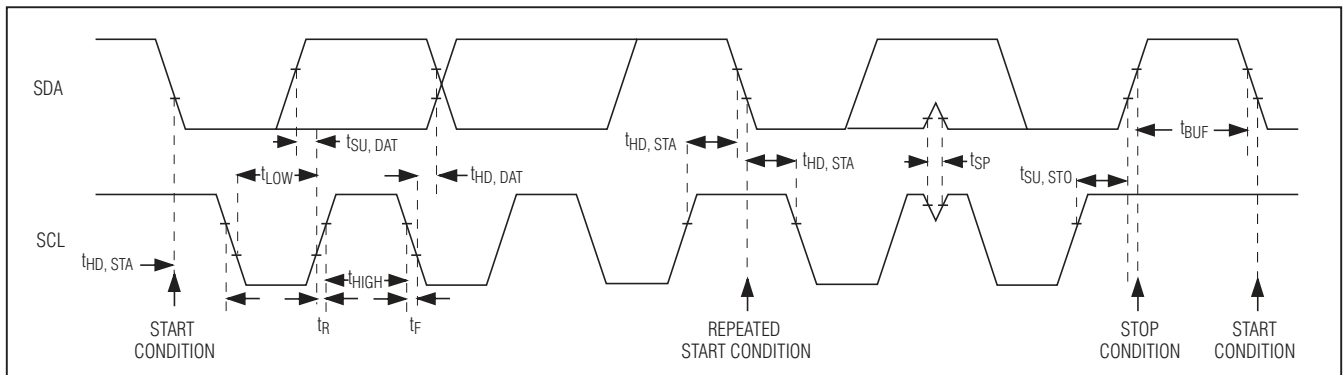 SDA
tSU, DAT
tLOW
tHD, DAT
tHD, STA
tHD, STA
tSP
tSU, STO
tBUF
SCL
tHD, STA
tHIGH
tR
tF
START
CONDITION
REPEATED
START CONDITION
STOP
CONDITION
START
CONDITION